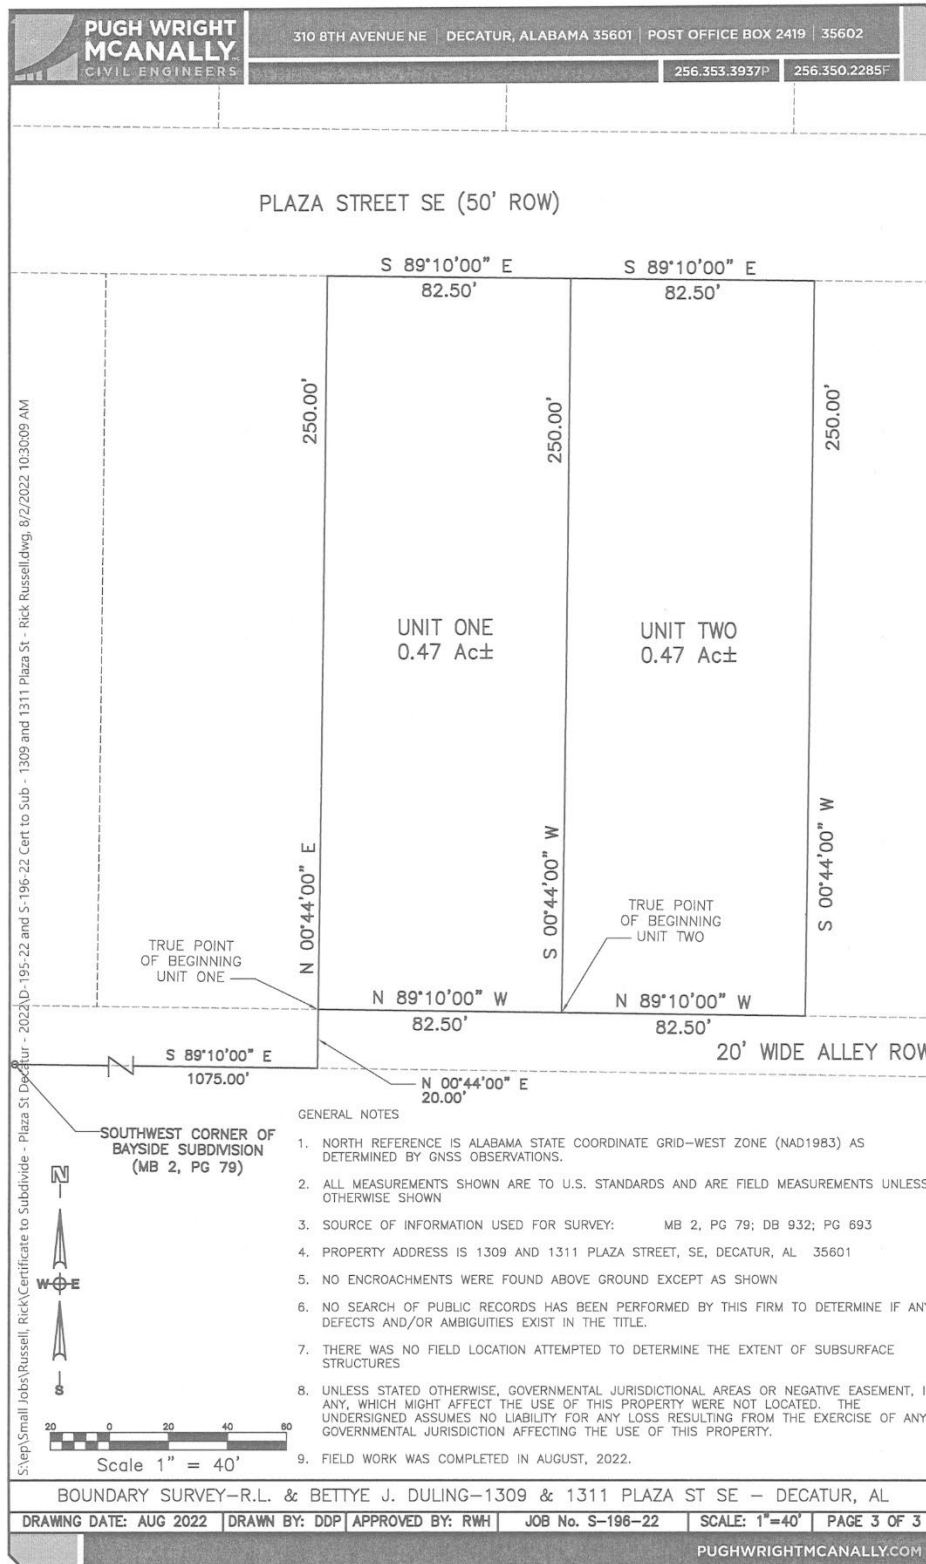 PUGH WRIGHT
MCANALLY
CIVIL ENGINEERS
310 8TH AVENUE NE | DECATUR, ALABAMA 35601 | POST OFFICE BOX 2419 | 35602
256.353.3937P
256.350.2285F
PLAZA STREET SE (50' ROW)
S 89°10'00" E
82.50'
S 89°10'00" E
82.50'
250.00'
250.00'
250.00'
UNIT ONE
0.47 Ac±
UNIT TWO
0.47 Ac±
N 00°44'00" E
S 00°44'00" W
S 00°44'00" W
TRUE POINT
OF BEGINNING
UNIT ONE
TRUE POINT
OF BEGINNING
UNIT TWO
N 89°10'00" W
82.50'
N 89°10'00" W
82.50'
20' WIDE ALLEY ROW
S 89°10'00" E
1075.00'
N 00°44'00" E
20.00'
SOUTHWEST CORNER OF
BAYSIDE SUBDIVISION
(MB 2, PG 79)
S:\ep\Small Jobs\Russell, Rick\Certificate to Subdivide - Plaza St Decatur - 2022\D-195-22 and S-196-22 Cert to Sub - 1309 and 1311 Plaza St - Rick Russell.dwg, 8/2/2022 10:30:09 AM
N
W E
S
20 0 20 40 60
Scale 1" = 40'
GENERAL NOTES
1. NORTH REFERENCE IS ALABAMA STATE COORDINATE GRID-WEST ZONE (NAD1983) AS
DETERMINED BY GNSS OBSERVATIONS.
2. ALL MEASUREMENTS SHOWN ARE TO U.S. STANDARDS AND ARE FIELD MEASUREMENTS UNLESS
OTHERWISE SHOWN
3. SOURCE OF INFORMATION USED FOR SURVEY: MB 2, PG 79; DB 932; PG 693
4. PROPERTY ADDRESS IS 1309 AND 1311 PLAZA STREET, SE, DECATUR, AL 35601
5. NO ENCROACHMENTS WERE FOUND ABOVE GROUND EXCEPT AS SHOWN
6. NO SEARCH OF PUBLIC RECORDS HAS BEEN PERFORMED BY THIS FIRM TO DETERMINE IF ANY
DEFECTS AND/OR AMBIGUITIES EXIST IN THE TITLE.
7. THERE WAS NO FIELD LOCATION ATTEMPTED TO DETERMINE THE EXTENT OF SUBSURFACE
STRUCTURES
8. UNLESS STATED OTHERWISE, GOVERNMENTAL JURISDICTIONAL AREAS OR NEGATIVE EASEMENT, I
ANY, WHICH MIGHT AFFECT THE USE OF THIS PROPERTY WERE NOT LOCATED. THE
UNDERSIGNED ASSUMES NO LIABILITY FOR ANY LOSS RESULTING FROM THE EXERCISE OF ANY
GOVERNMENTAL JURISDICTION AFFECTING THE USE OF THIS PROPERTY.
9. FIELD WORK WAS COMPLETED IN AUGUST, 2022.
BOUNDARY SURVEY-R.L. & BETTYE J. DULING-1309 & 1311 PLAZA ST SE - DECATUR, AL
DRAWING DATE: AUG 2022 | DRAWN BY: DDP | APPROVED BY: RWH | JOB No. S-196-22 | SCALE: 1"=40' | PAGE 3 OF 3
PUGHWRIGHTMCANALLY.COM